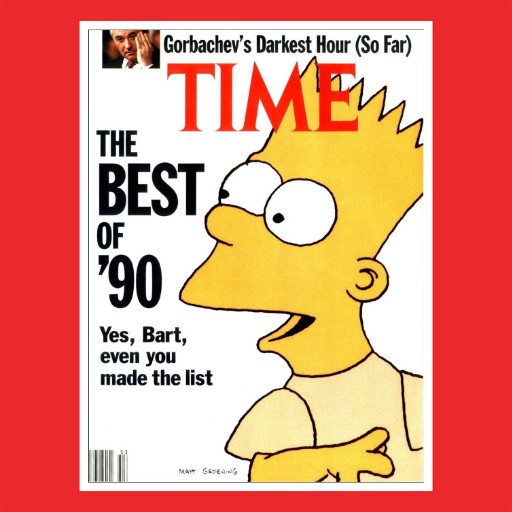 Gorbachev's Darkest Hour (So Far)
TIME
THE
BEST
OF
'90
Yes, Bart,
even you
made the list
MATT GROENING